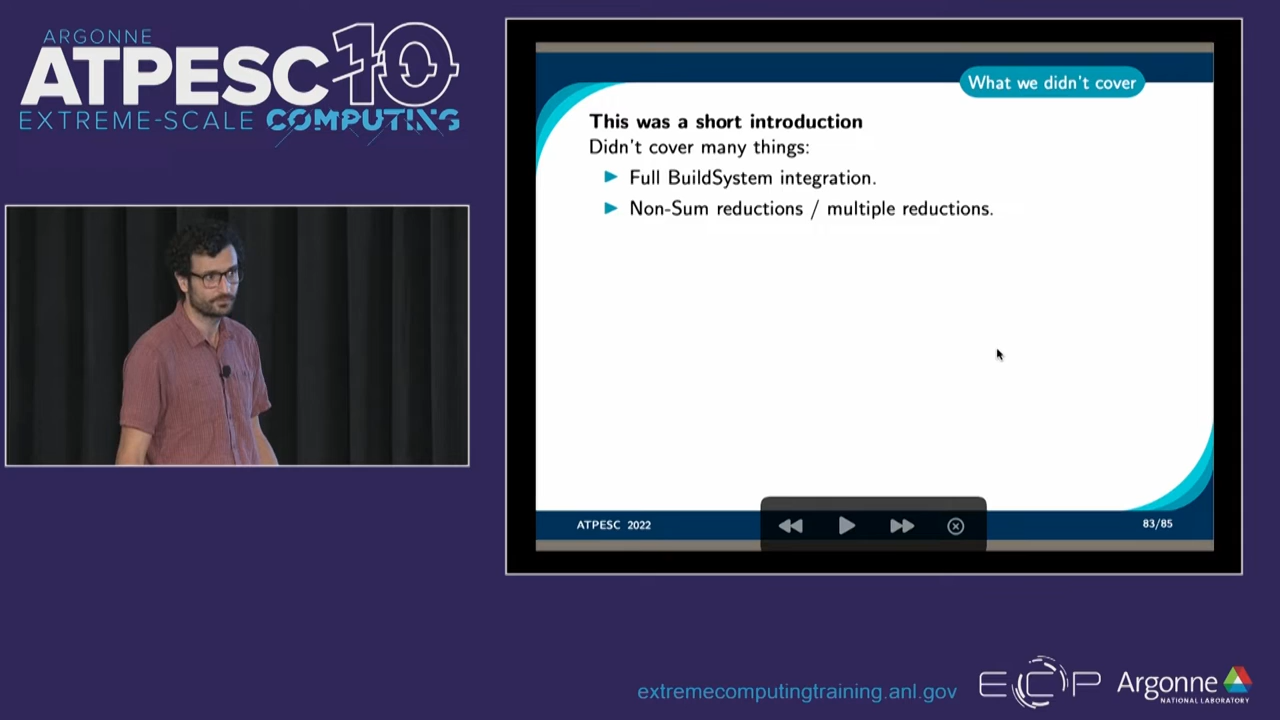 ARGONNE
ATPESC10
EXTREME-SCALE COMPUTING
What we didn't cover
This was a short introduction
Didn't cover many things:
Full BuildSystem integration.
Non-Sum reductions / multiple reductions.
ATPESC 2022
83/85
extremecomputingtraining.anl.gov
ECP
Argonne
NATIONAL LABORATORY